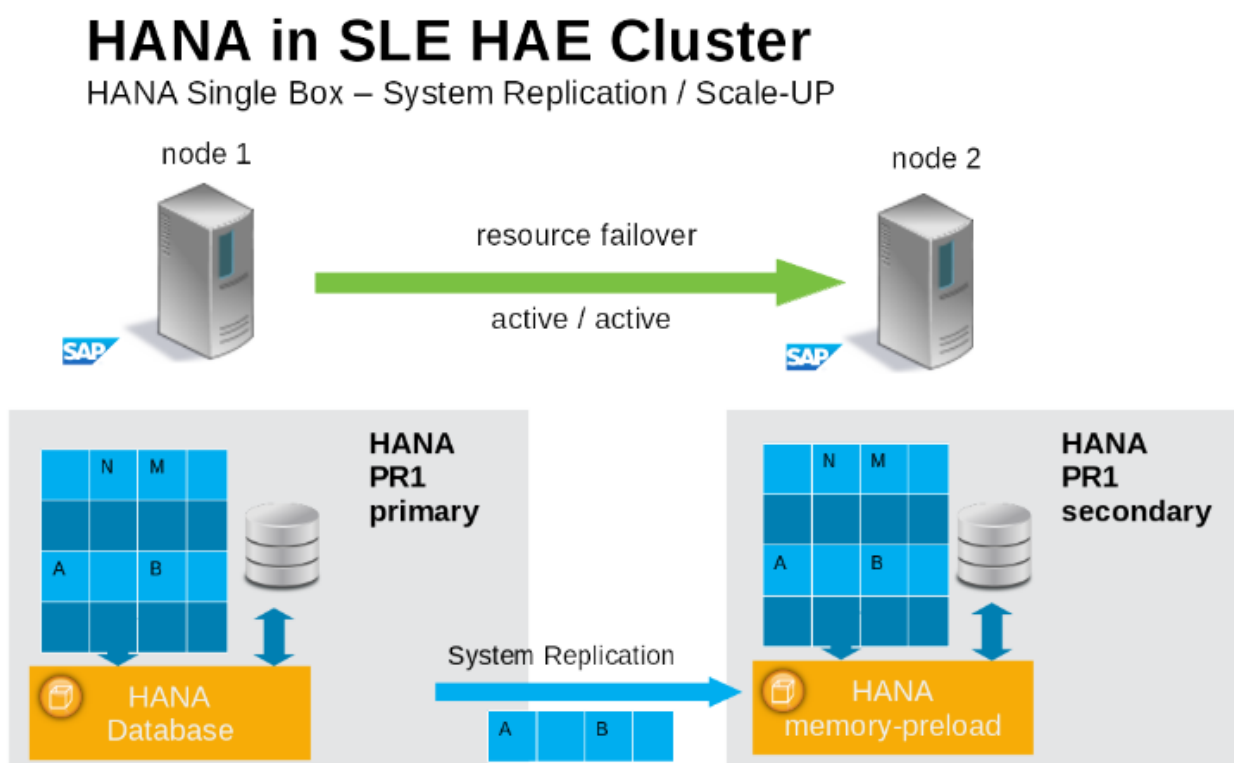 HANA in SLE HAE Cluster
HANA Single Box – System Replication / Scale-UP
node 1
node 2
resource failover
active / active
SAP
SAP
HANA
PR1
primary
N M
A B
HANA
Database
System Replication
A B
HANA
PR1
secondary
N M
A B
HANA
memory-preload